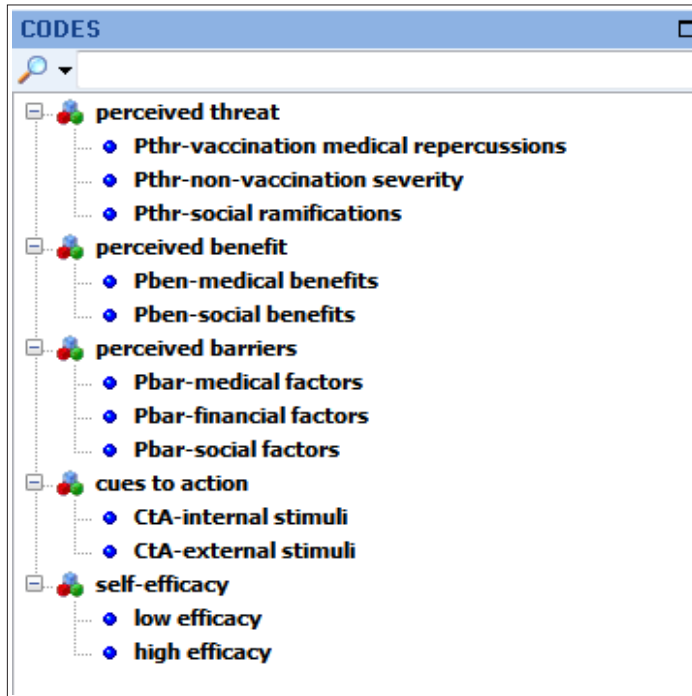 CODES
perceived threat
Pthr-vaccination medical repercussions
Pthr-non-vaccination severity
Pthr-social ramifications
perceived benefit
Pben-medical benefits
Pben-social benefits
perceived barriers
Pbar-medical factors
Pbar-financial factors
Pbar-social factors
cues to action
CtA-internal stimuli
CtA-external stimuli
self-efficacy
low efficacy
high efficacy